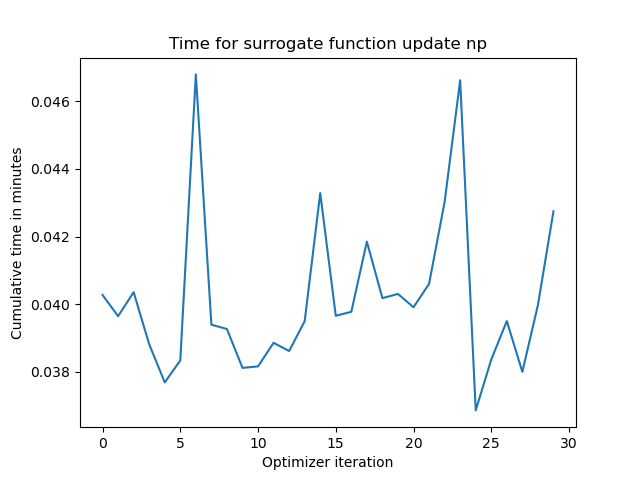 Time for surrogate function update np
0.046
0.044
0.042
0.040
0.038
Cumulative time in minutes
0 5 10 15 20 25 30
Optimizer iteration